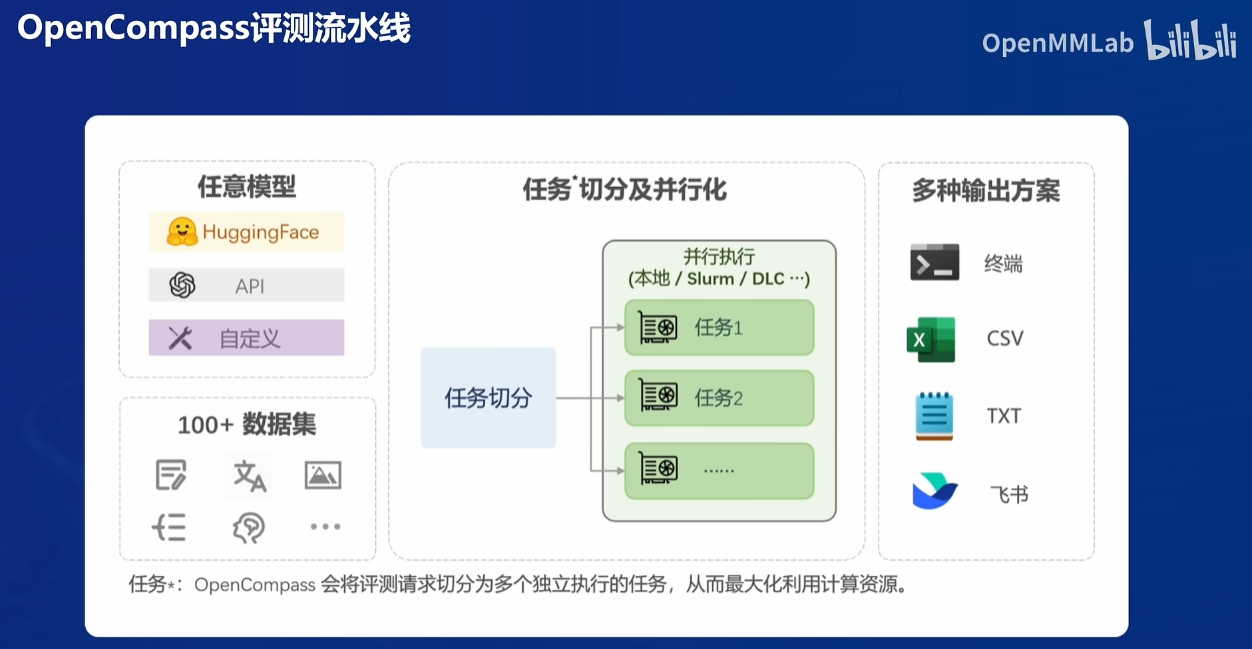 OpenCompass评测流水线
OpenMMLab bilibili
任意模型
HuggingFace
API
自定义
100+ 数据集
文A
任务*切分及并行化
任务切分
并行执行
(本地 / Slurm / DLC ···)
任务1
任务2
······
多种输出方案
终端
X CSV
TXT
飞书
任务*：OpenCompass 会将评测请求切分为多个独立执行的任务，从而最大化利用计算资源。